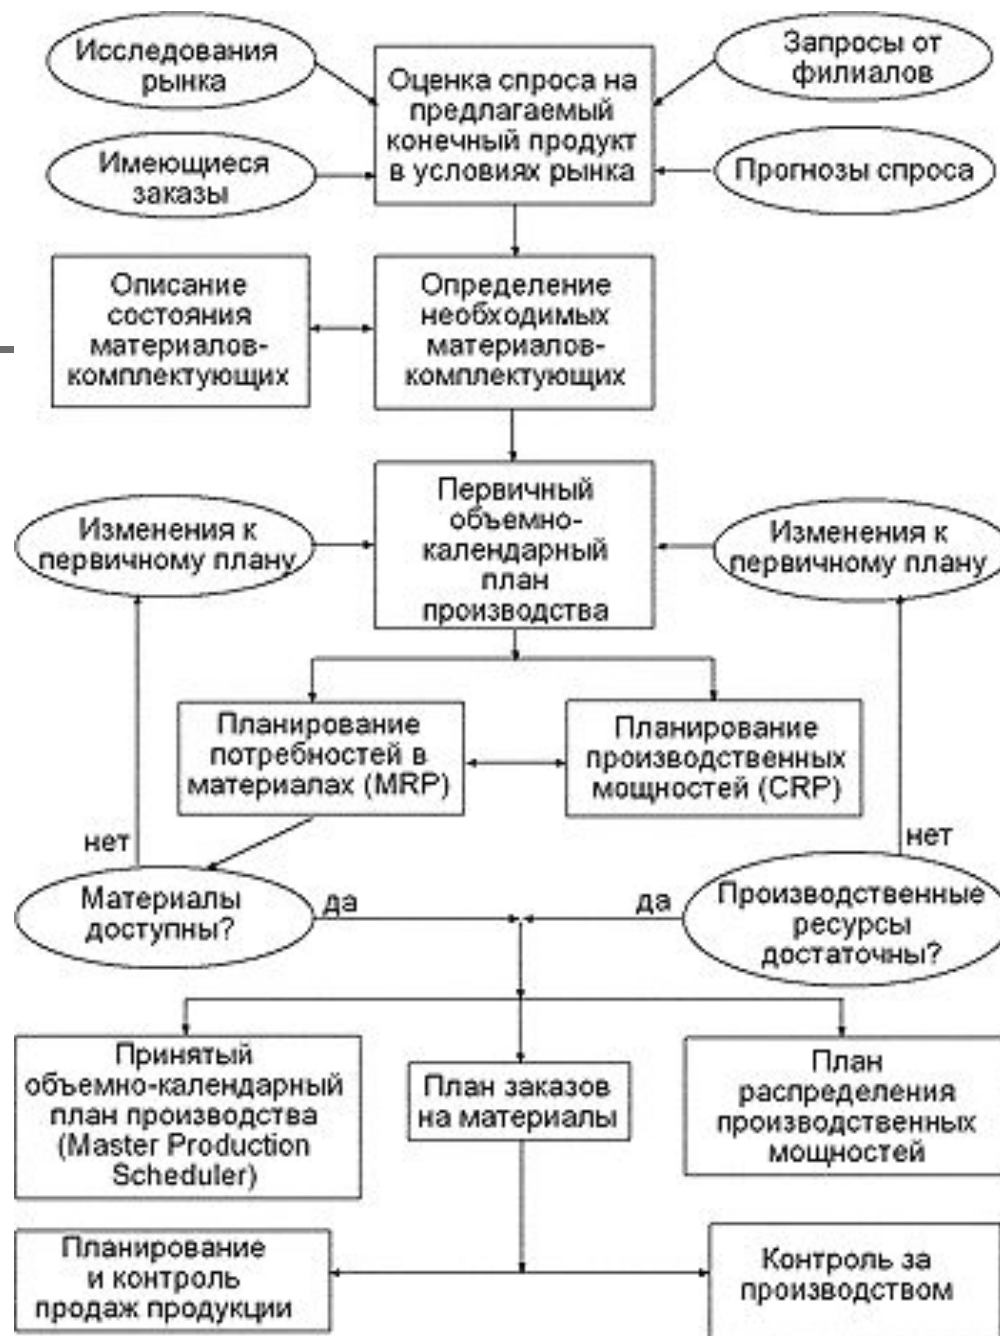 Исследования
рынка
Оценка спроса на
предлагаемый
конечный продукт
в условиях рынка
Запросы от
филиалов
Имеющиеся
заказы
Прогнозы спроса
Описание
состояния
материалов-
комплектующих
Определение
необходимых
материалов-
комплектующих
Изменения к
первичному плану
Первичный
объемно-
календарный
план
производства
Изменения к
первичному плану
Планирование
потребностей в
материалах (MRP)
Планирование
производственных
мощностей (CRP)
нет
нет
Материалы
доступны?
да
да
Производственные
ресурсы
достаточны?
Принятый
объемно-календарный
план производства
(Master Production
Scheduler)
План заказов
на материалы
План
распределения
производственных
мощностей
Планирование
и контроль
продаж продукции
Контроль за
производством